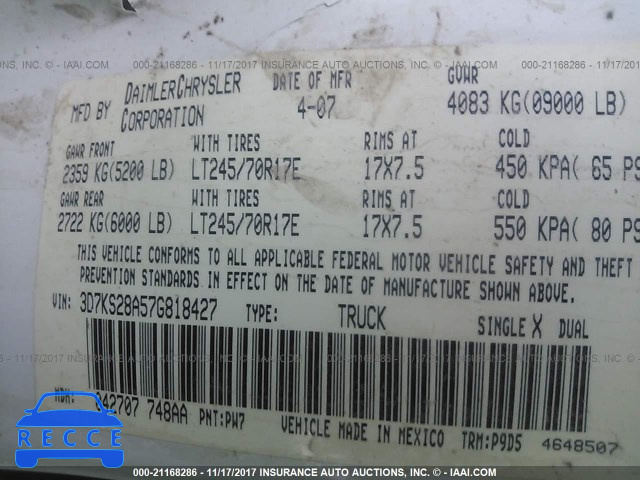 000-21168286 - 11/17/2017 INSURANCE AUTO AUCTIONS, INC. - © IAAI.COM
MFD BY DAIMLERCHRYSLER CORPORATION
DATE OF MFR
4-07
GVWR
4083 KG(09000 LB)
GAWR FRONT WITH TIRES RIMS AT COLD
2359 KG(5200 LB) LT245/70R17E 17X7.5 450 KPA( 65 PS
GAWR REAR WITH TIRES RIMS AT COLD
2722 KG(6000 LB) LT245/70R17E 17X7.5 550 KPA( 80 PS
THIS VEHICLE CONFORMS TO ALL APPLICABLE FEDERAL MOTOR VEHICLE SAFETY AND THEFT
PREVENTION STANDARDS IN EFFECT ON THE DATE OF MANUFACTURE SHOWN ABOVE.
VIN: 3D7KS28A57G818427 TYPE: TRUCK SINGLE X DUAL
MDH: 042707 748AA PNT:PW7 VEHICLE MADE IN MEXICO TRM:P9D5 4648507
RECCE
000-21168286 - 11/17/2017 INSURANCE AUTO AUCTIONS, INC. - © IAAI.COM